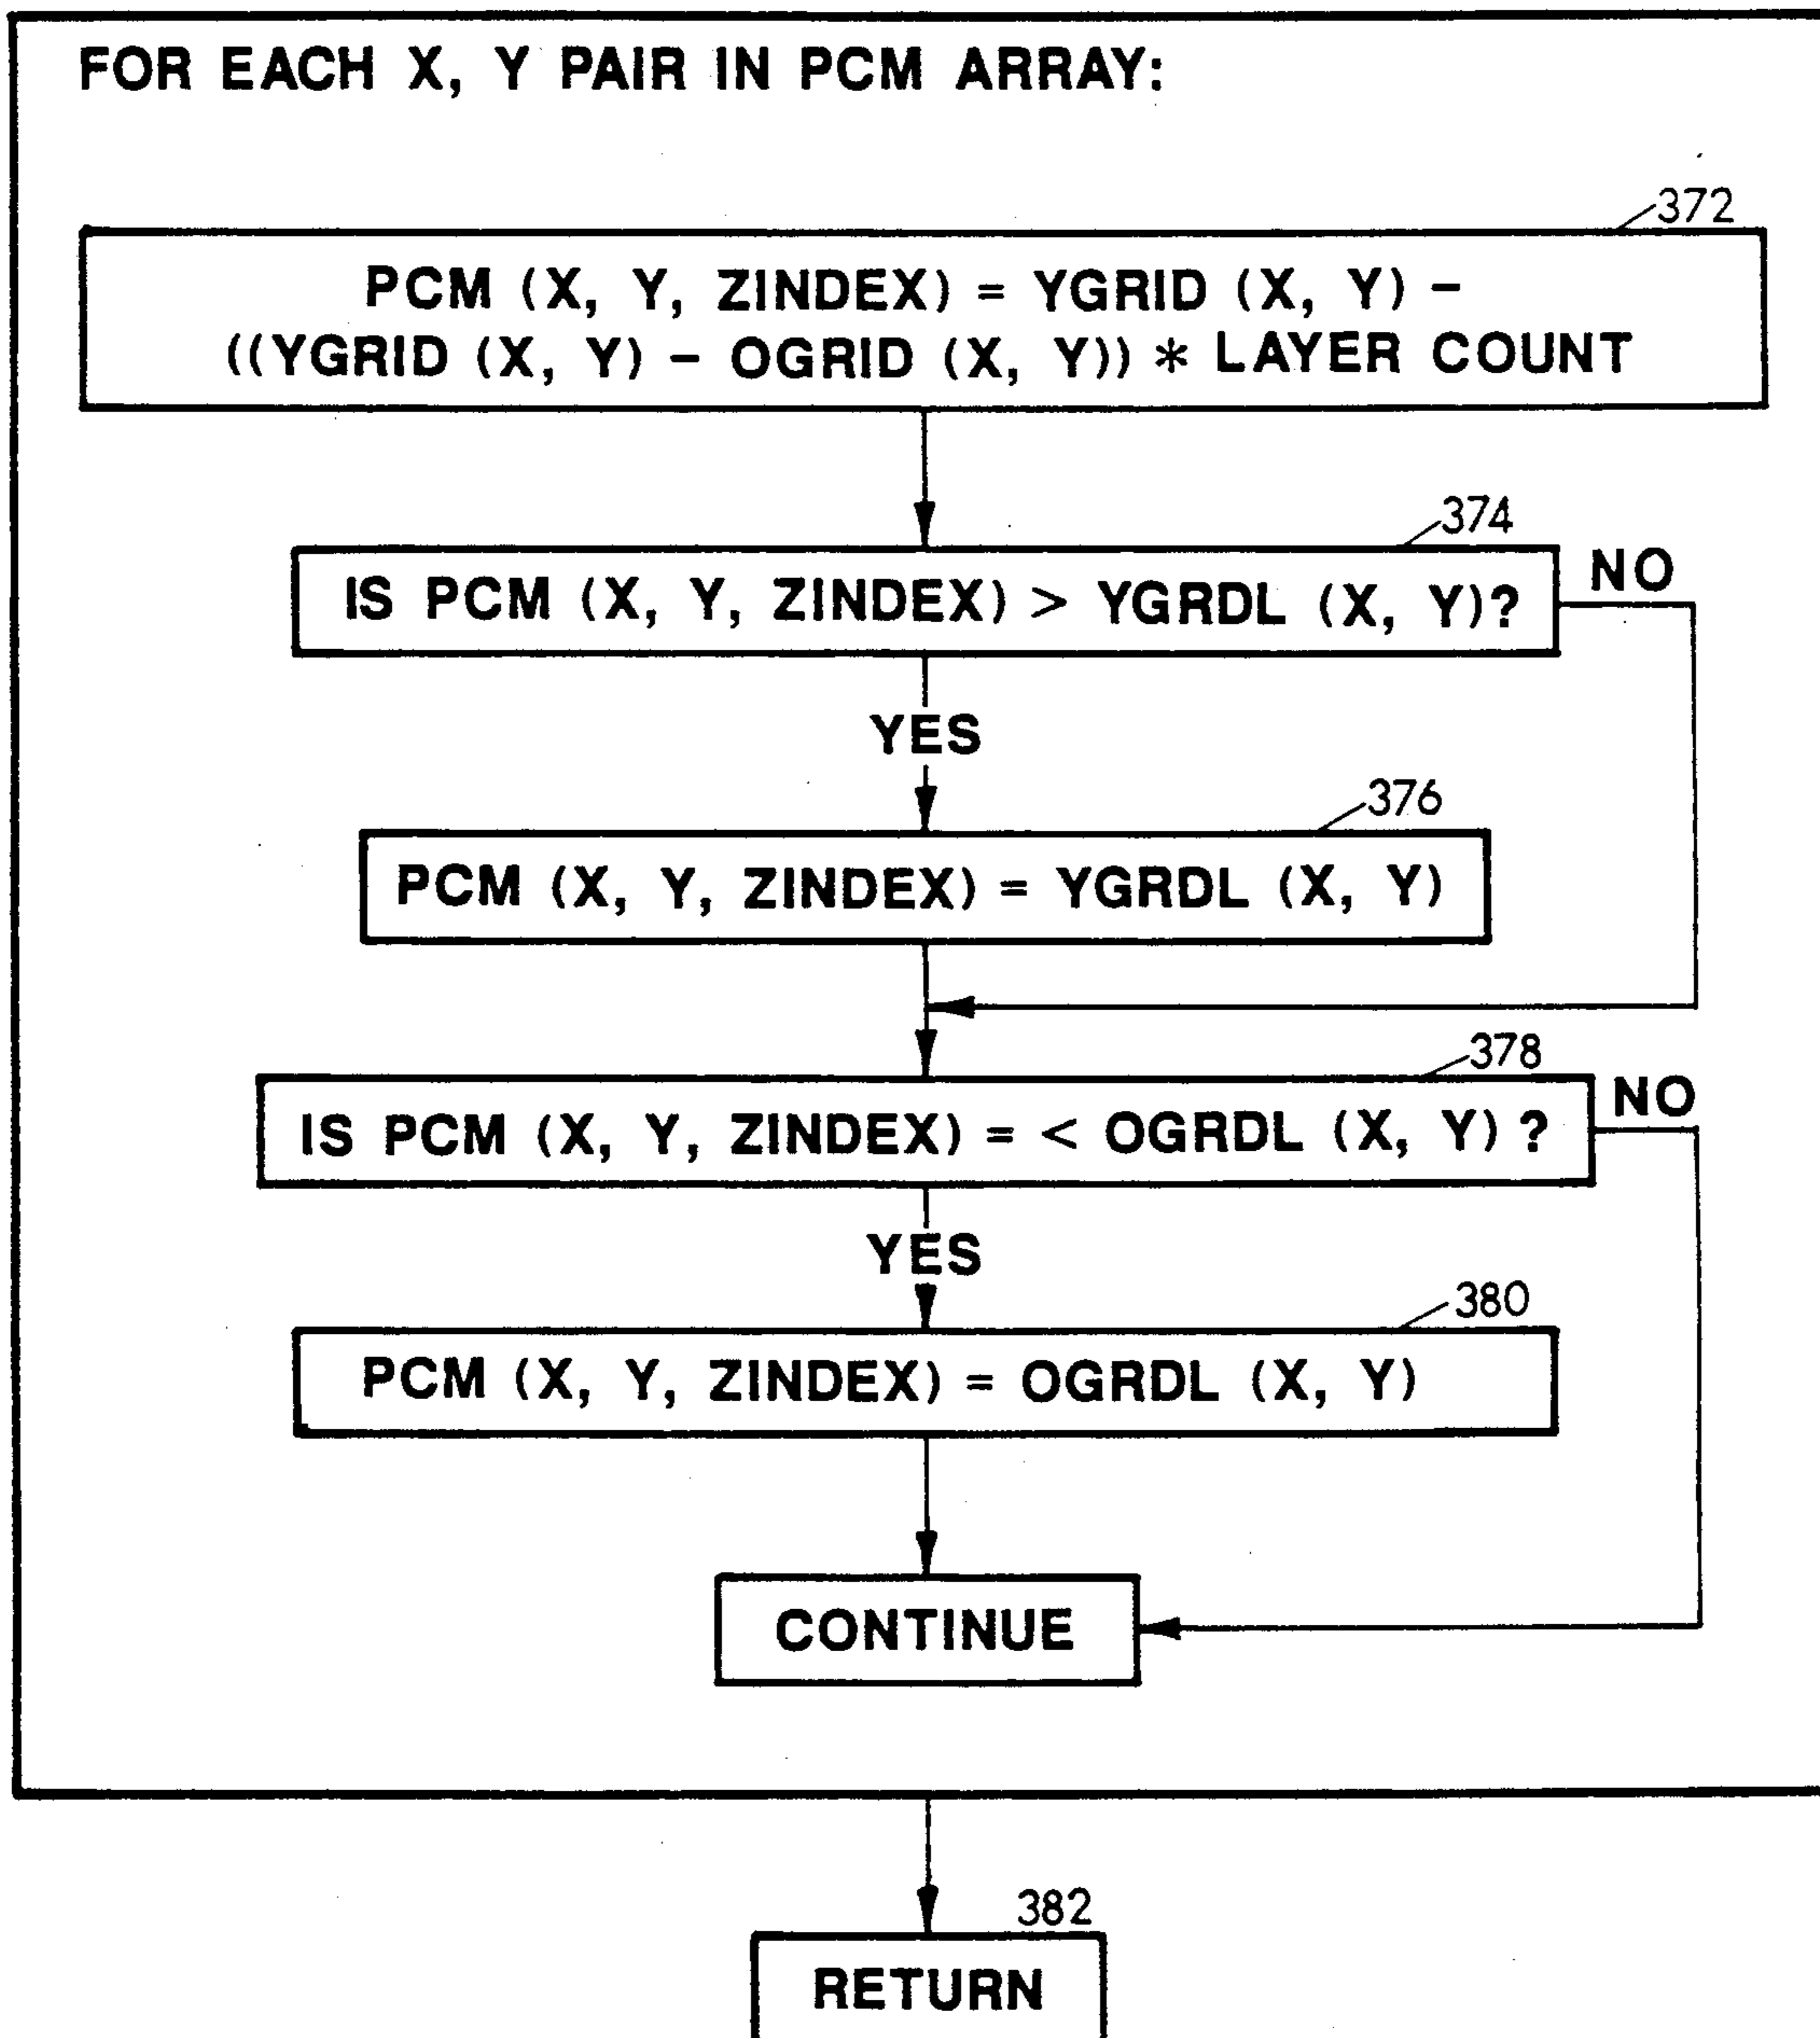 FOR EACH X, Y PAIR IN PCM ARRAY:
372
PCM (X, Y, ZINDEX) = YGRID (X, Y) –
((YGRID (X, Y) – OGRID (X, Y)) * LAYER COUNT
374
IS PCM (X, Y, ZINDEX) > YGRDL (X, Y)?
NO
YES
376
PCM (X, Y, ZINDEX) = YGRDL (X, Y)
378
IS PCM (X, Y, ZINDEX) = < OGRDL (X, Y) ?
NO
YES
380
PCM (X, Y, ZINDEX) = OGRDL (X, Y)
CONTINUE
382
RETURN